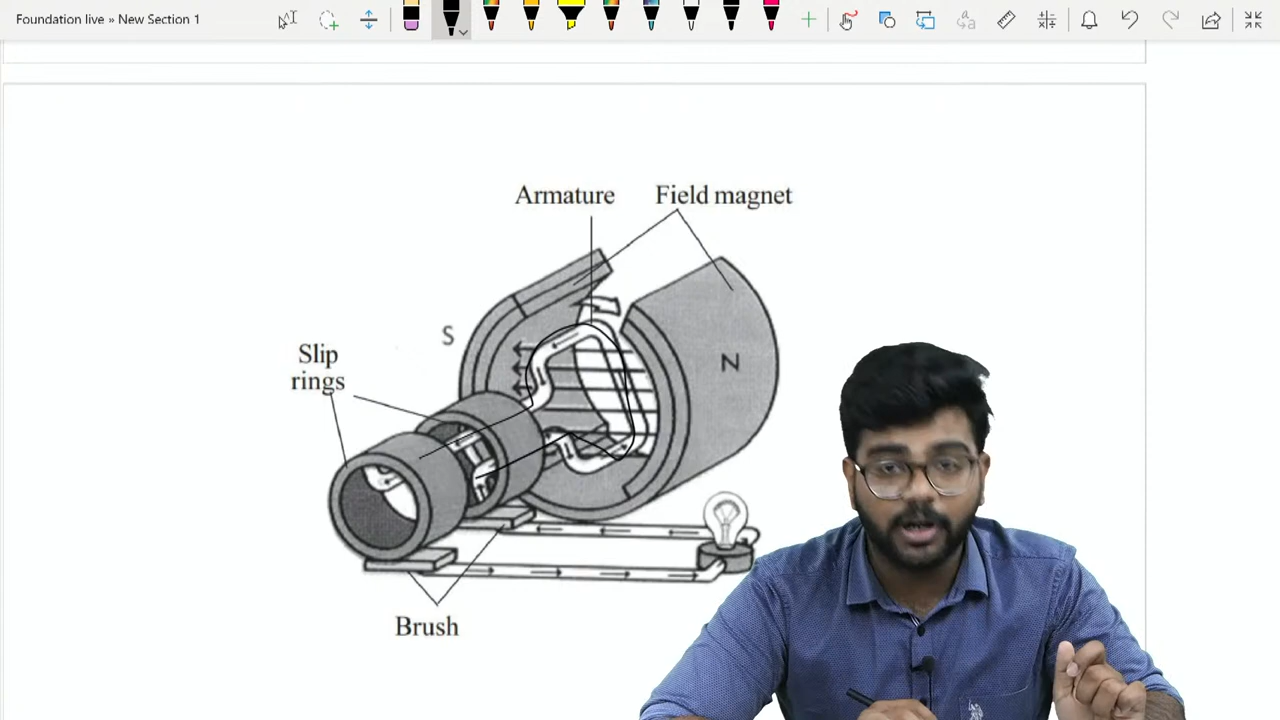 Foundation live » New Section 1
Armature
Field magnet
S
N
Slip
rings
Brush